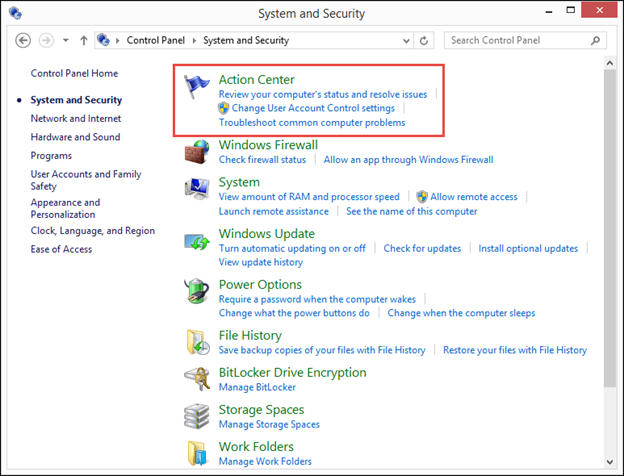 System and Security
Control Panel
System and Security
Search Control Panel
Control Panel Home
System and Security
Network and Internet
Hardware and Sound
Programs
User Accounts and Family
Safety
Appearance and
Personalization
Clock, Language, and Region
Ease of Access
Action Center
Review your computer's status and resolve issues
Change User Account Control settings
Troubleshoot common computer problems
Windows Firewall
Check firewall status Allow an app through Windows Firewall
System
View amount of RAM and processor speed Allow remote access
Launch remote assistance See the name of this computer
Windows Update
Turn automatic updating on or off Check for updates Install optional updates
View update history
Power Options
Require a password when the computer wakes
Change what the power buttons do Change when the computer sleeps
File History
Save backup copies of your files with File History Restore your files with File History
BitLocker Drive Encryption
Manage BitLocker
Storage Spaces
Manage Storage Spaces
Work Folders
Manage Work Folders